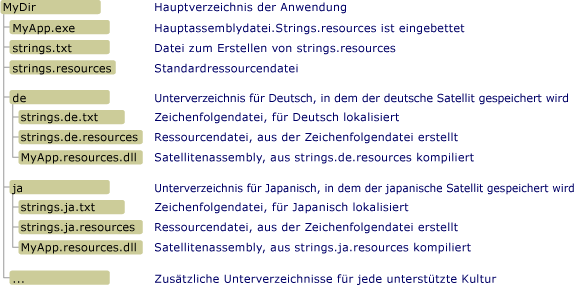 MyDir Hauptverzeichnis der Anwendung
MyApp.exe Hauptassemblydatei.Strings.resources ist eingebettet
strings.txt Datei zum Erstellen von strings.resources
strings.resources Standardressourcendatei
de Unterverzeichnis für Deutsch, in dem der deutsche Satellit gespeichert wird
strings.de.txt Zeichenfolgendatei, für Deutsch lokalisiert
strings.de.resources Ressourcendatei, aus der Zeichenfolgendatei erstellt
MyApp.resources.dll Satellitenassembly, aus strings.de.resources kompiliert
ja Unterverzeichnis für Japanisch, in dem der japanische Satellit gespeichert wird
strings.ja.txt Zeichenfolgendatei, für Japanisch lokalisiert
strings.ja.resources Ressourcendatei, aus der Zeichenfolgendatei erstellt
MyApp.resources.dll Satellitenassembly, aus strings.ja.resources kompiliert
... Zusätzliche Unterverzeichnisse für jede unterstützte Kultur